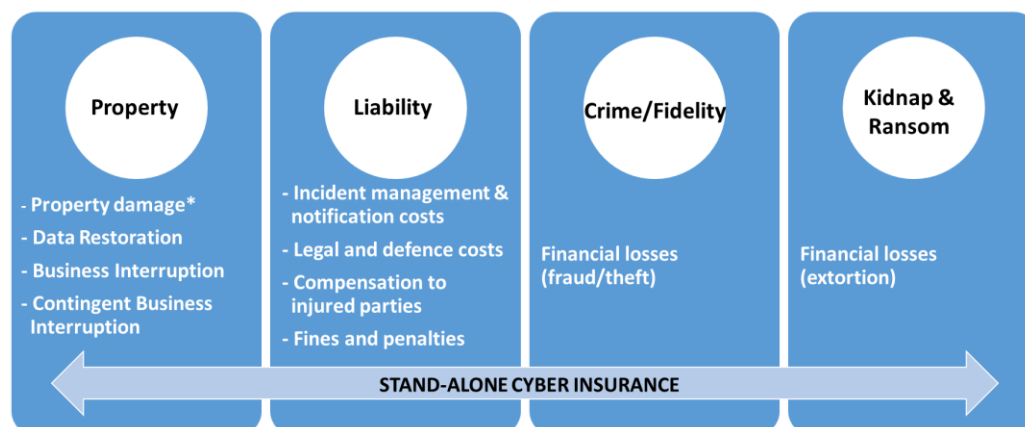 Property
- Property damage*
- Data Restoration
- Business Interruption
- Contingent Business
Interruption
Liability
- Incident management &
notification costs
- Legal and defence costs
- Compensation to
injured parties
- Fines and penalties
Crime/Fidelity
Financial losses
(fraud/theft)
Kidnap &
Ransom
Financial losses
(extortion)
STAND-ALONE CYBER INSURANCE